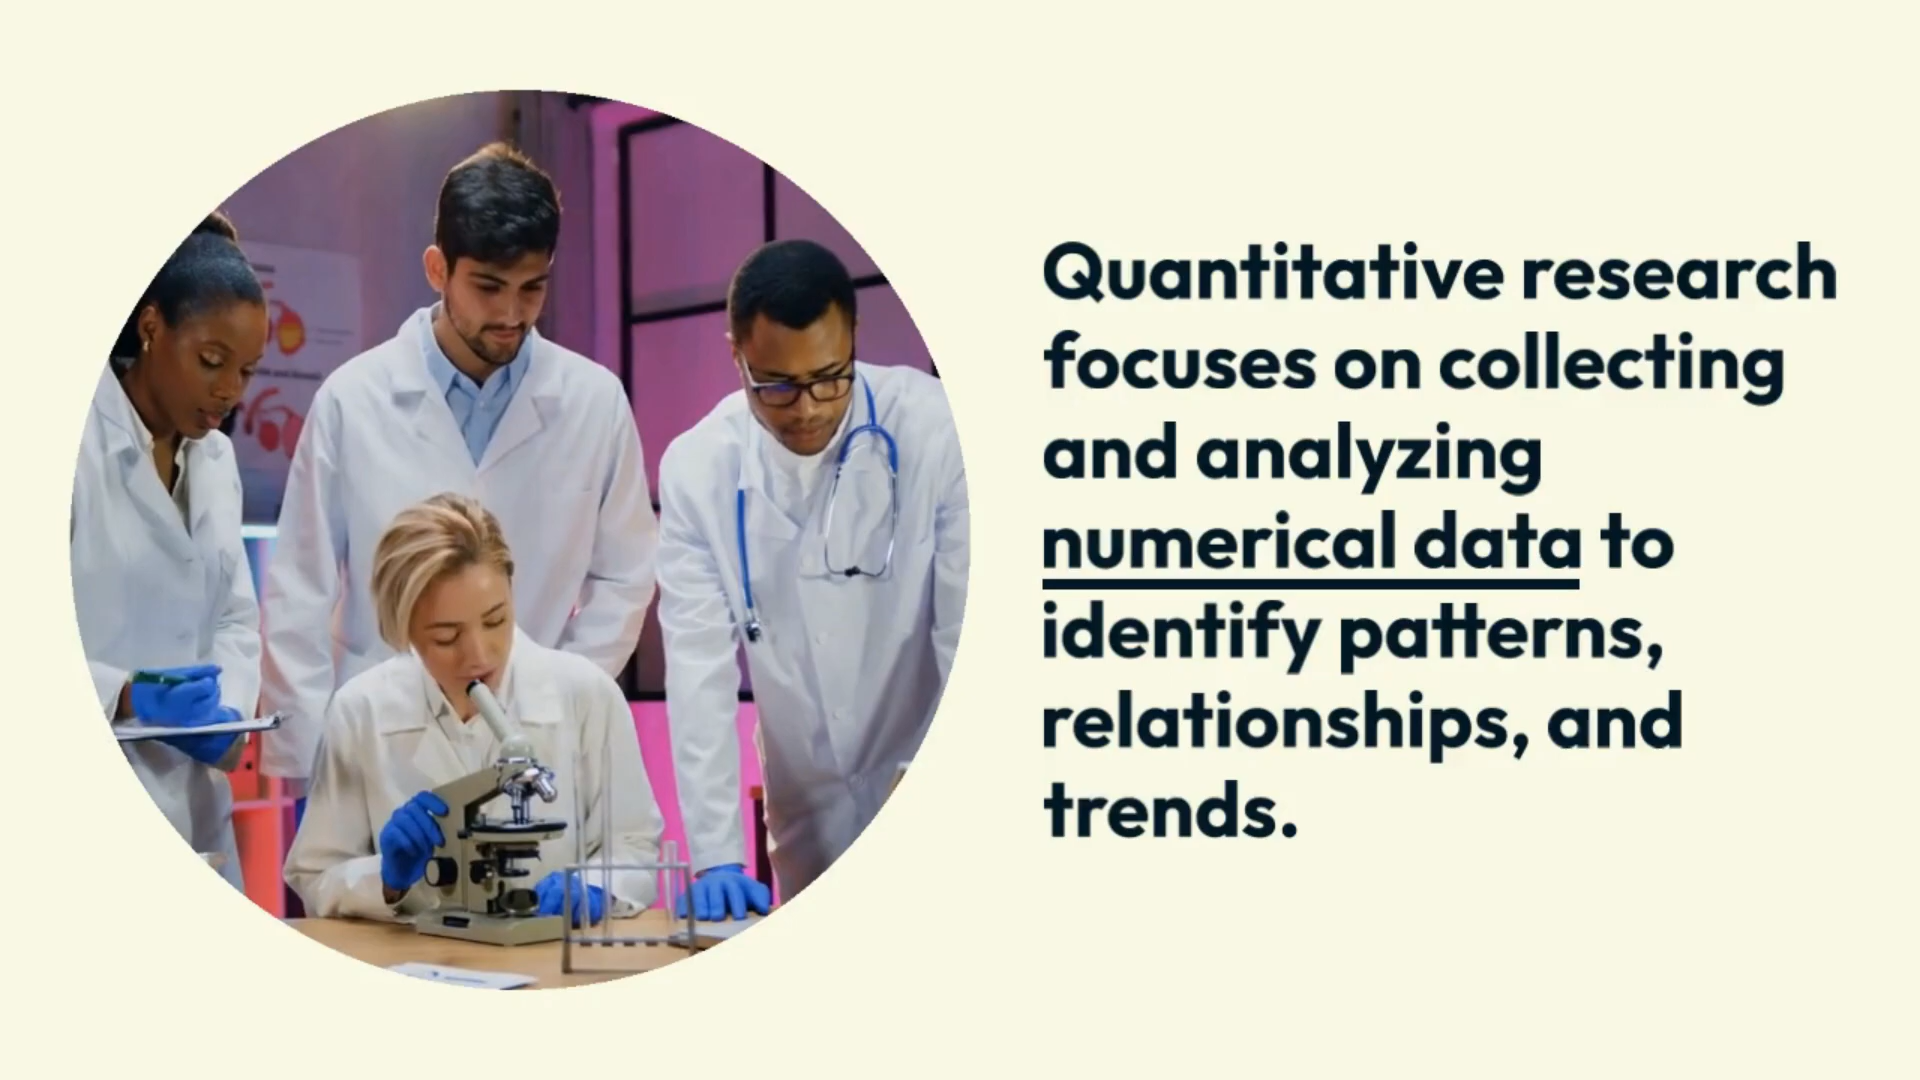 Quantitative research
focuses on collecting
and analyzing
numerical data to
identify patterns,
relationships, and
trends.